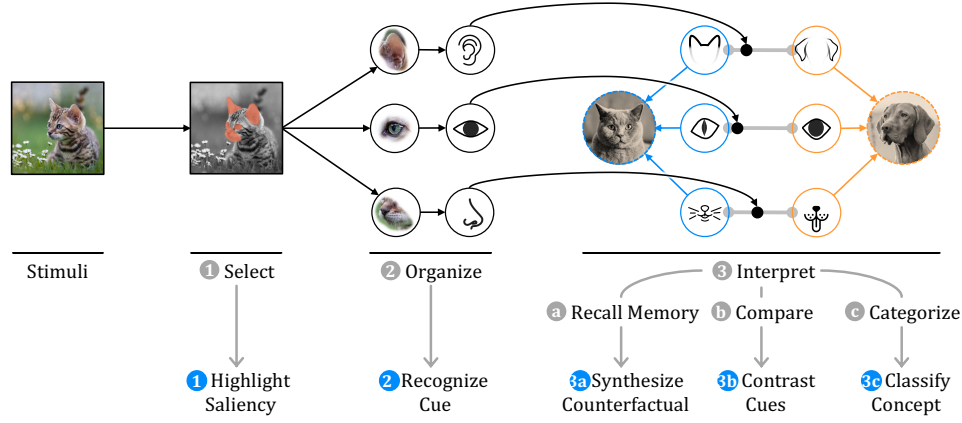 Stimuli
1 Select
2 Organize
3 Interpret
a Recall Memory
b Compare
c Categorize
1 Highlight
Saliency
2 Recognize
Cue
3a Synthesize
Counterfactual
3b Contrast
Cues
3c Classify
Concept